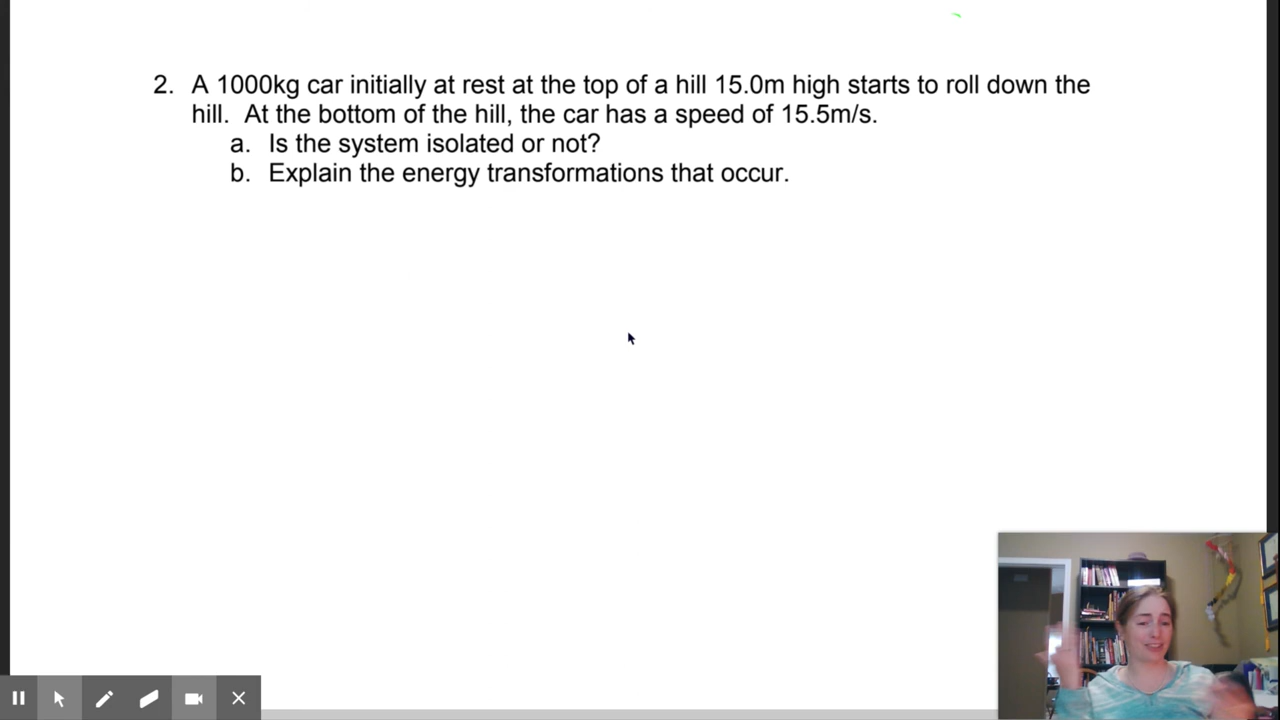 2. A 1000kg car initially at rest at the top of a hill 15.0m high starts to roll down the
hill. At the bottom of the hill, the car has a speed of 15.5m/s.
a. Is the system isolated or not?
b. Explain the energy transformations that occur.